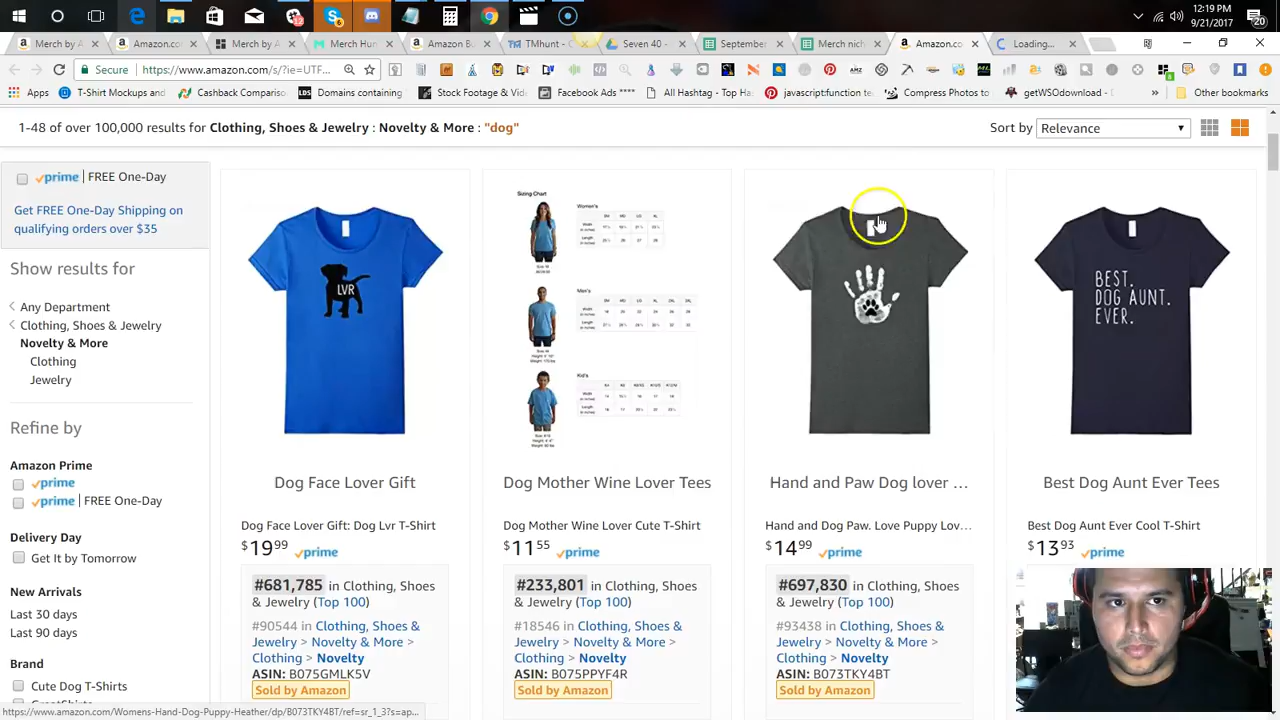 12:19 PM
9/21/2017
20
12
Merch by A
Amazon.co
Merch by
Merch Hun
Amazon Bu
TMhunt - C
Seven 40 -
September
Merch nich
Amazon.co
Loading...
Secure
https://www.amazon.com/s/ie=UTF...
Apps
T-Shirt Mockups and
Cashback Comparis
LDS Domains List
Stock Footage Videos
Facebook Ads ****
All Hashtag - Top Ha
javascriptfunction to
getWSOdownload.c
Compress Photos o
Other bookmarks
1-48 of over 100,000 results for Clothing, Shoes & Jewelry : Novelty & More : "dog"
Sort by
Relevance
prime | FREE One-Day
Get FREE One-Day Shipping on
qualifying orders over $35
Show results for
Any Department
Clothing, Shoes & Jewelry
Novelty & More
Clothing
Jewelry
Refine by
Amazon Prime
prime
prime | FREE One-Day
Delivery Day
Get It by Tomorrow
New Arrivals
Last 30 days
Last 90 days
Brand
Cute Dog T-Shirts
LVR
Dog Face Lover Gift
Dog Face Lover Gift: Dog Lvr T-Shirt
$19.99 prime
#681,785 in Clothing, Shoes
& Jewelry (Top 100)
#90544 in Clothing, Shoes &
Jewelry > Novelty & More >
Clothing > Novelty
ASIN: B075GMLK5V
Sold by Amazon
Sizing Chart
Women's
Men's
Kid's
Dog Mother Wine Lover Tees
Dog Mother Wine Lover Cute T-Shirt
$11.55 prime
#233,801 in Clothing, Shoes
& Jewelry (Top 100)
#18546 in Clothing, Shoes &
Jewelry > Novelty & More >
Clothing > Novelty
ASIN: B075PPYF4R
Sold by Amazon
Hand and Paw Dog lover ...
Hand and Dog Paw. Love Puppy Lov...
$14.99 prime
#697,830 in Clothing, Shoes
& Jewelry (Top 100)
#93438 in Clothing, Shoes &
Jewelry > Novelty & More >
Clothing > Novelty
ASIN: B073TKY4BT
Sold by Amazon
BEST.
DOG AUNT.
EVER.
Best Dog Aunt Ever Tees
Best Dog Aunt Ever Cool T-Shirt
$13.93 prime
https://www.amazon.com/Womens-Hand-Dog-Puppy-Heather/dp/B073TKY4BT/ref=sr_1_3?s=ap...